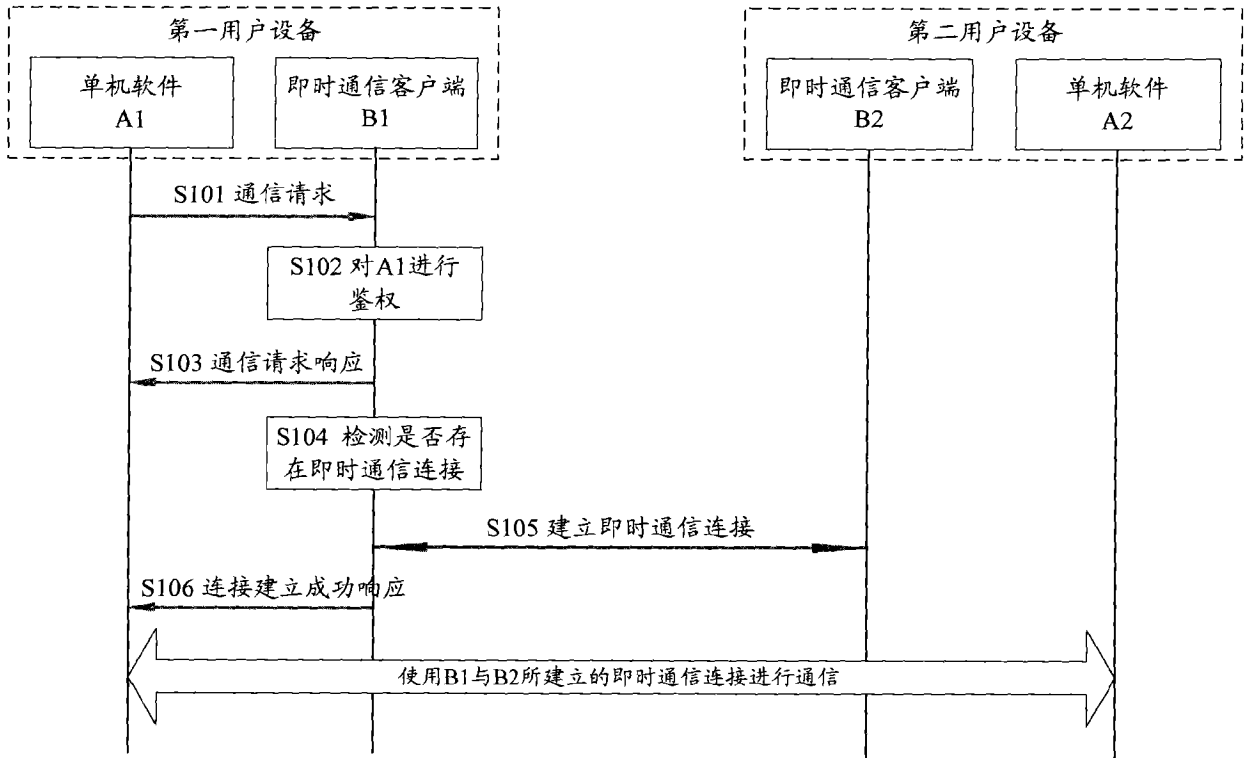 第一用户设备
第二用户设备
单机软件
A1
即时通信客户端
B1
即时通信客户端
B2
单机软件
A2
S101 通信请求
S102 对A1进行
鉴权
S103 通信请求响应
S104 检测是否存
在即时通信连接
S105 建立即时通信连接
S106 连接建立成功响应
使用B1与B2所建立的即时通信连接进行通信